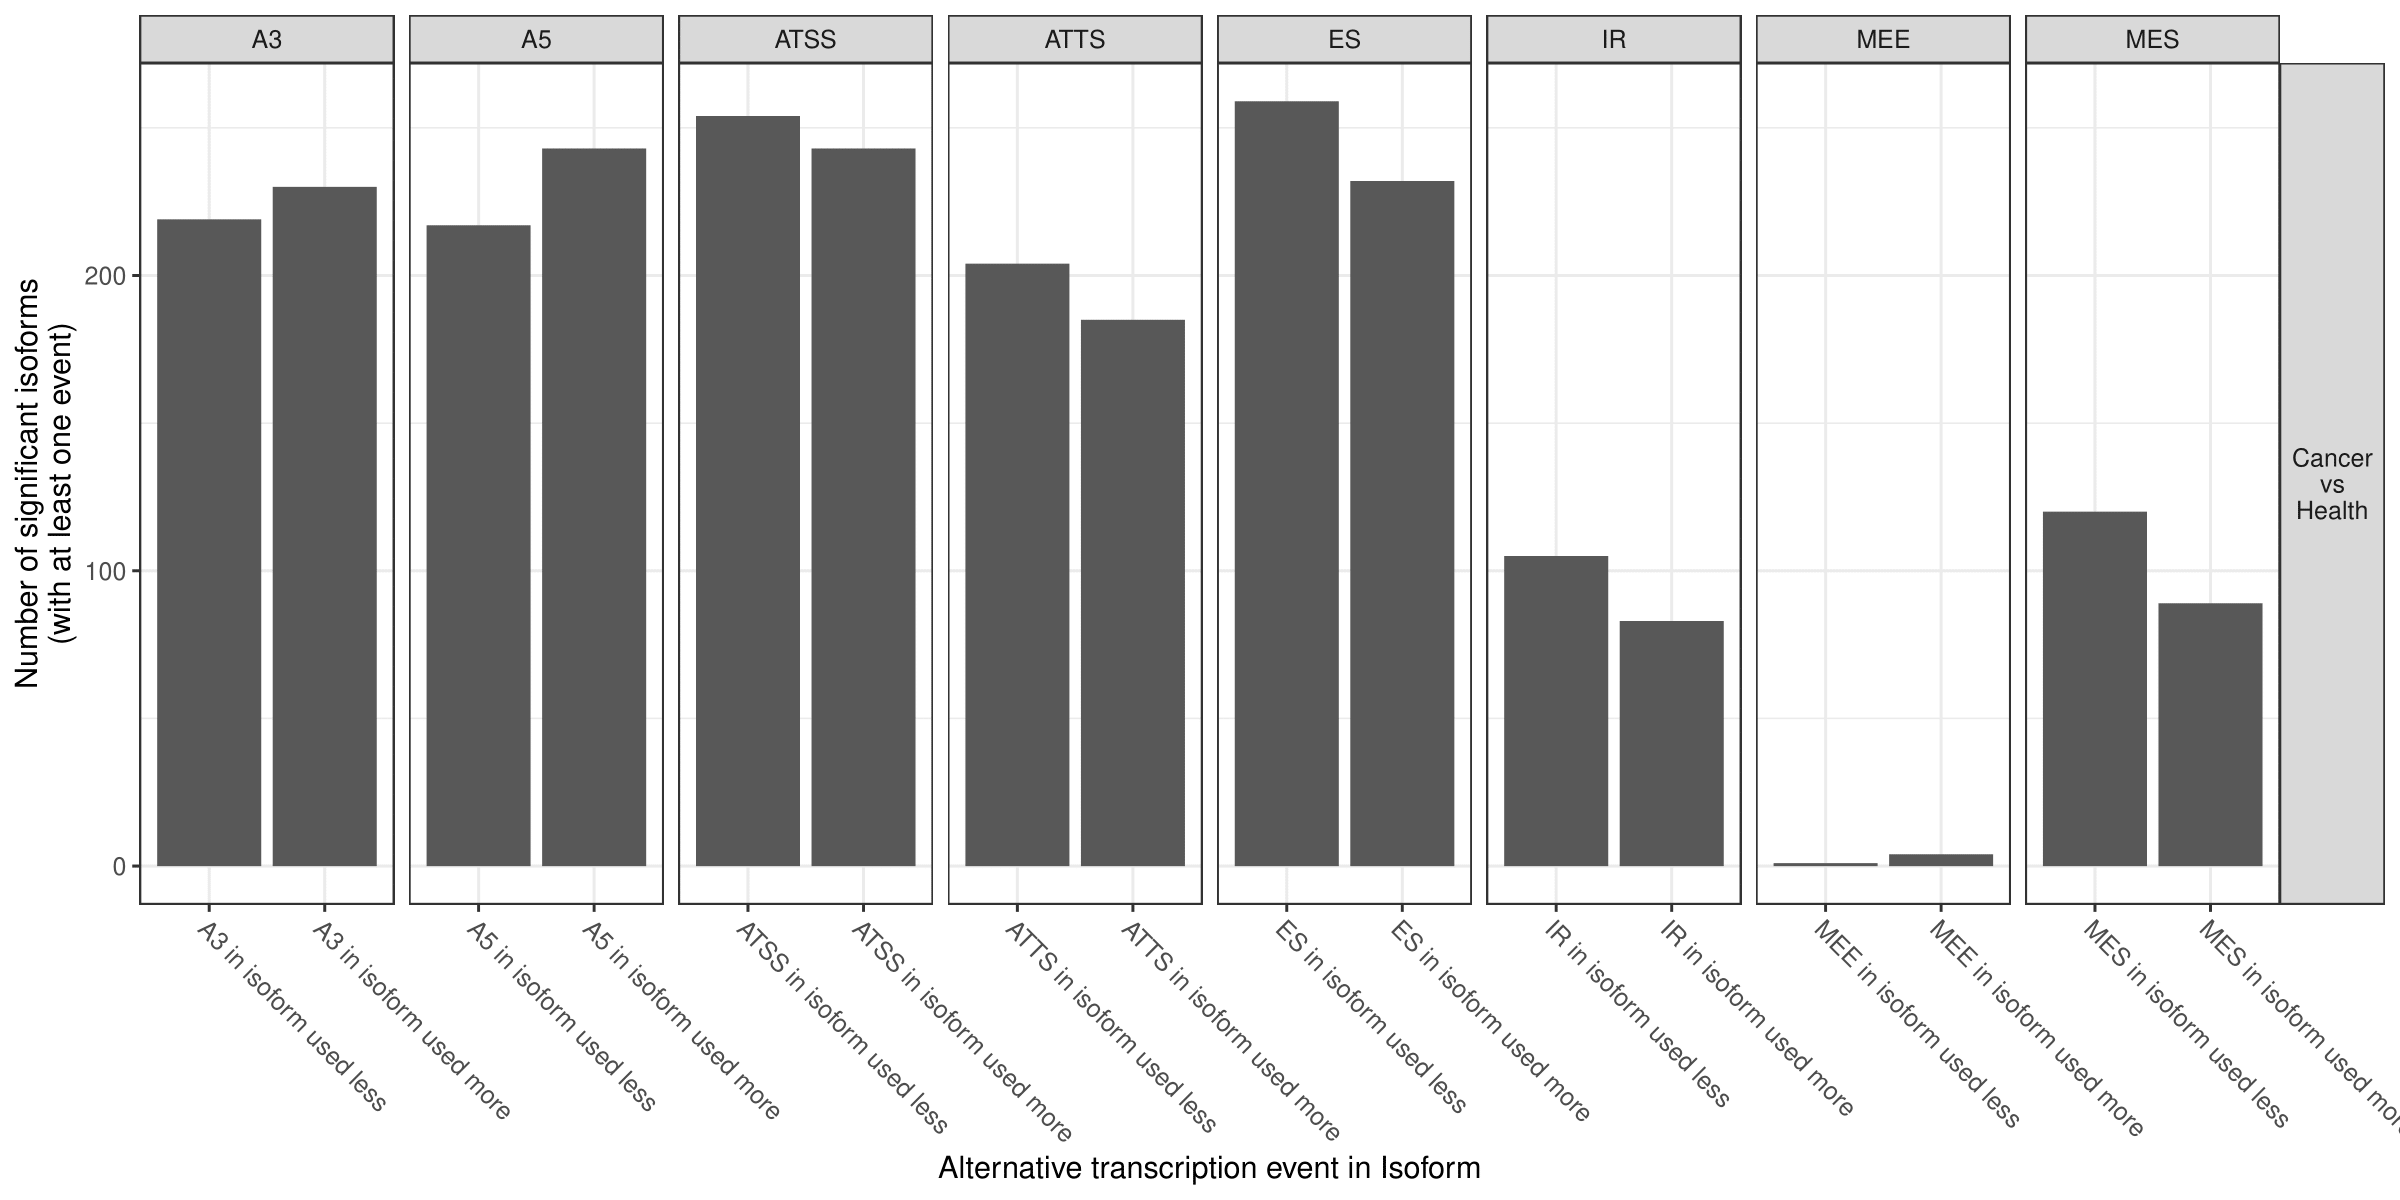 A3
A5
ATSS
ATTS
ES
IR
MEE
MES
Cancer
vs
Health
Number of significant isoforms
(with at least one event)
200
100
0
A3 in isoform used less
A3 in isoform used more
A5 in isoform used less
A5 in isoform used more
ATSS in isoform used less
ATSS in isoform used more
ATTS in isoform used less
ATTS in isoform used more
ES in isoform used less
ES in isoform used more
IR in isoform used less
IR in isoform used more
MEE in isoform used less
MEE in isoform used more
MES in isoform used less
MES in isoform used more
Alternative transcription event in Isoform